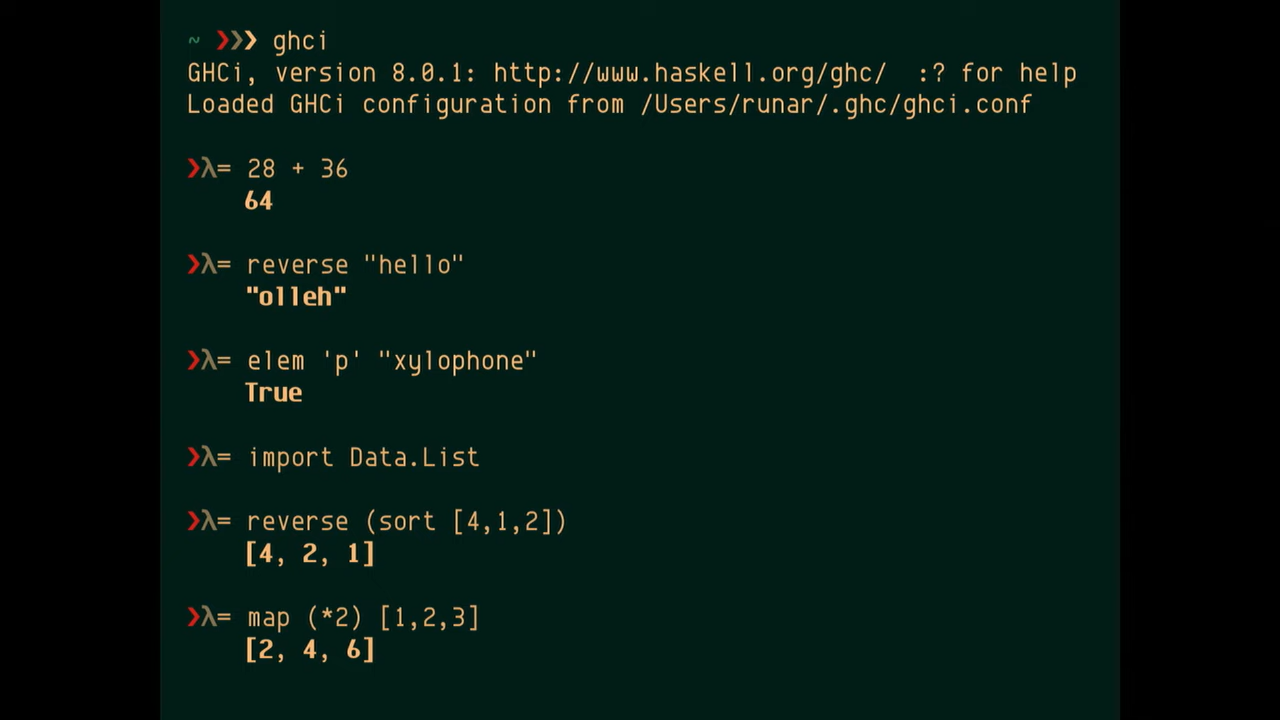 ~ ❯❯❯ ghci
GHCi, version 8.0.1: http://www.haskell.org/ghc/  :? for help
Loaded GHCi configuration from /Users/runar/.ghc/ghci.conf
❯λ= 28 + 36
64
❯λ= reverse "hello"
"olleh"
❯λ= elem 'p' "xylophone"
True
❯λ= import Data.List
❯λ= reverse (sort [4,1,2])
[4, 2, 1]
❯λ= map (*2) [1,2,3]
[2, 4, 6]